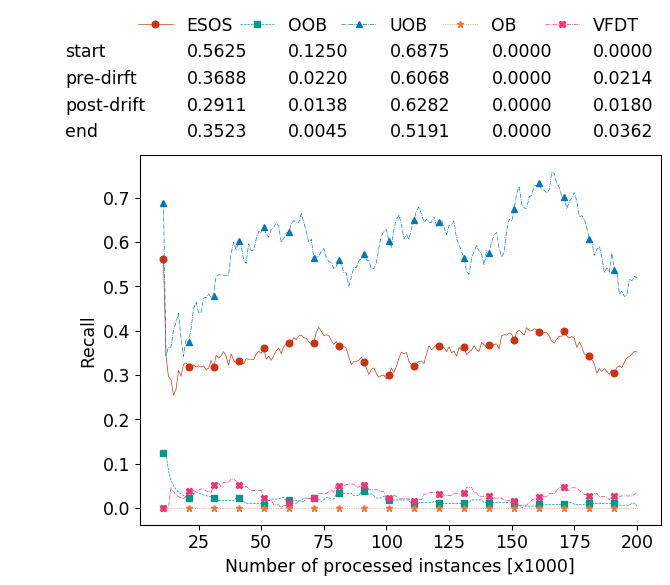 ESOS OOB UOB OB VFDT
start 0.5625 0.1250 0.6875 0.0000 0.0000
pre-dirft 0.3688 0.0220 0.6068 0.0000 0.0214
post-drift 0.2911 0.0138 0.6282 0.0000 0.0180
end 0.3523 0.0045 0.5191 0.0000 0.0362
0.7
0.6
0.5
0.4
0.3
0.2
0.1
0.0
Recall
25 50 75 100 125 150 175 200
Number of processed instances [x1000]